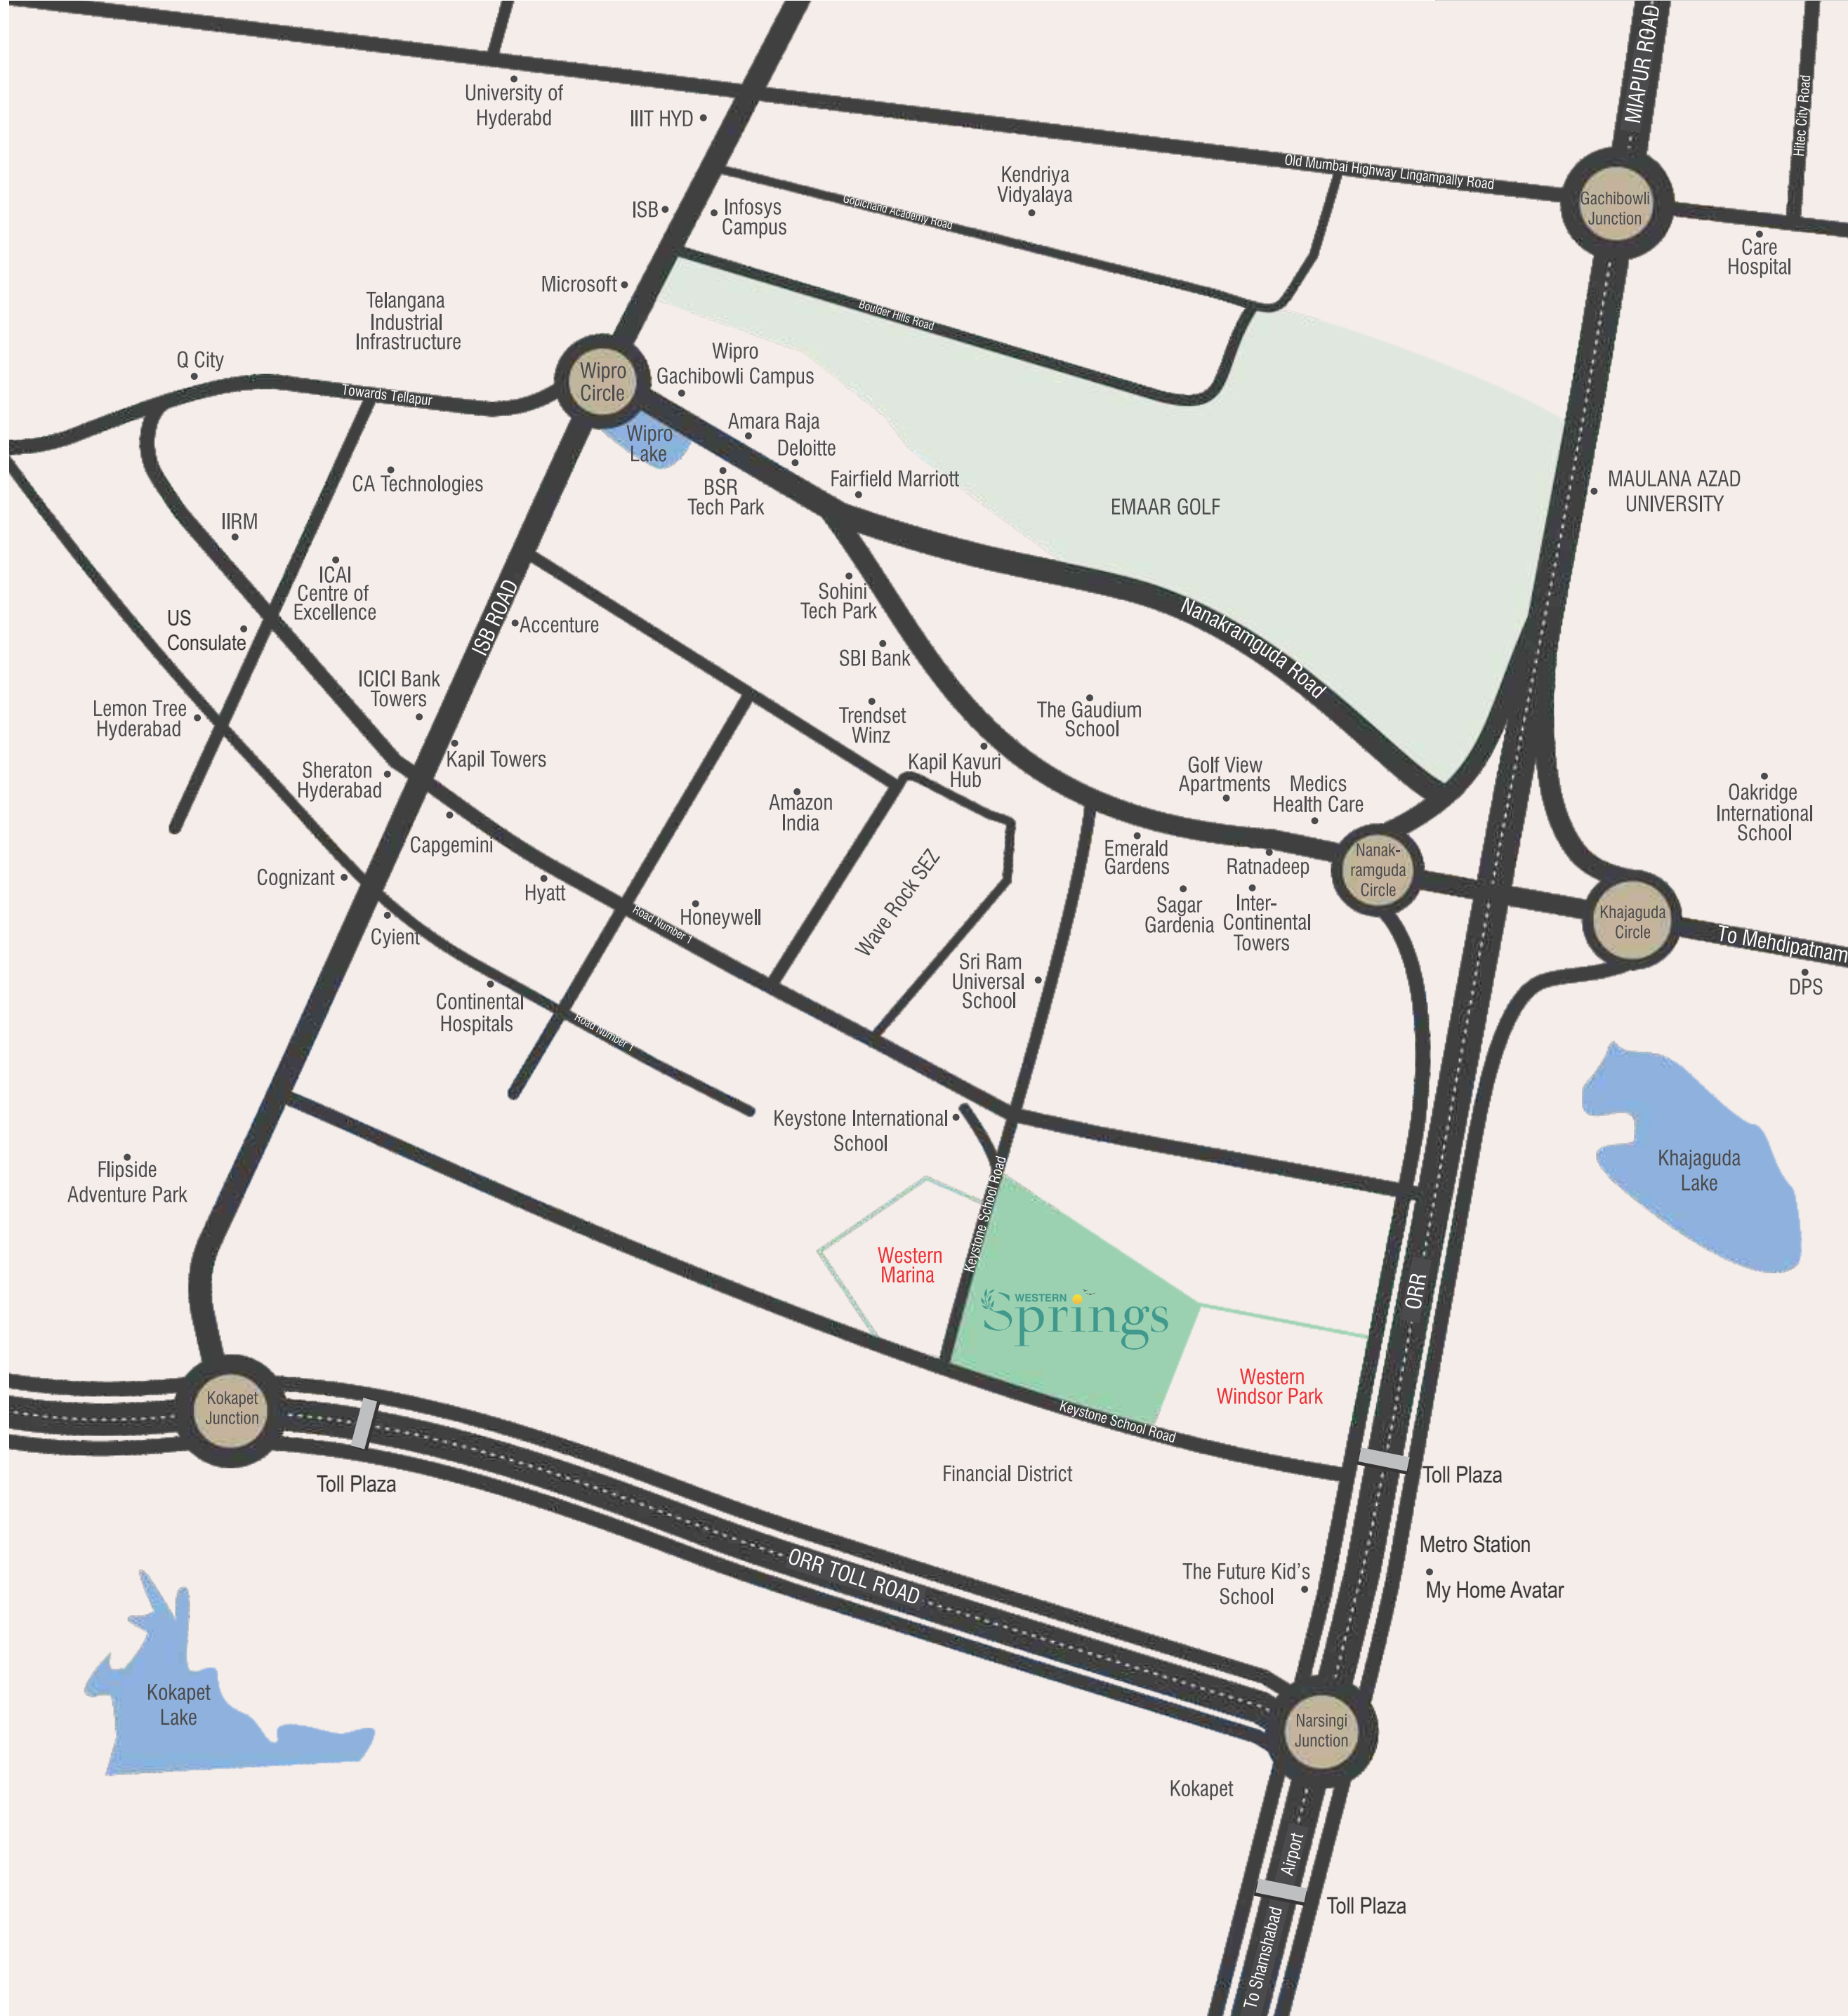 MIAPUR ROAD
Hitec City Road
University of
Hyderabd
IIIT HYD
Old Mumbai Highway Lingampally Road
Gachibowli
Junction
Care
Hospital
Kendriya
Vidyalaya
Gopichand Academy Road
ISB
Infosys
Campus
Microsoft
Boulder Hills Road
Telangana
Industrial
Infrastructure
Q City
Towards Tellapur
Wipro
Circle
Wipro
Gachibowli Campus
Wipro
Lake
Amara Raja
Deloitte
BSR
Tech Park
Fairfield Marriott
EMAAR GOLF
MAULANA AZAD
UNIVERSITY
CA Technologies
IIRM
ICAI
Centre of
Excellence
US
Consulate
ISB ROAD
Accenture
Sohini
Tech Park
SBI Bank
Nanakramguda Road
ICICI Bank
Towers
Lemon Tree
Hyderabad
Trendset
Winz
The Gaudium
School
Kapil Towers
Sheraton
Hyderabad
Kapil Kavuri
Hub
Golf View
Apartments
Medics
Health Care
Oakridge
International
School
Amazon
India
Capgemini
Emerald
Gardens
Ratnadeep
Nanak-
ramguda
Circle
Cognizant
Hyatt
Wave Rock SEZ
Sagar
Gardenia
Inter-
Continental
Towers
Khajaguda
Circle
To Mehdipatnam
DPS
Honeywell
Road Number 1
Cyient
Sri Ram
Universal
School
Continental
Hospitals
Road Number 1
Keystone International
School
Khajaguda
Lake
Flipside
Adventure Park
Keystone School Road
Western
Marina
WESTERN
Springs
ORR
Western
Windsor Park
Kokapet
Junction
Keystone School Road
Toll Plaza
Financial District
Toll Plaza
Metro Station
My Home Avatar
ORR TOLL ROAD
The Future Kid's
School
Kokapet
Lake
Narsingi
Junction
Kokapet
Airport
Toll Plaza
To Shamshabad